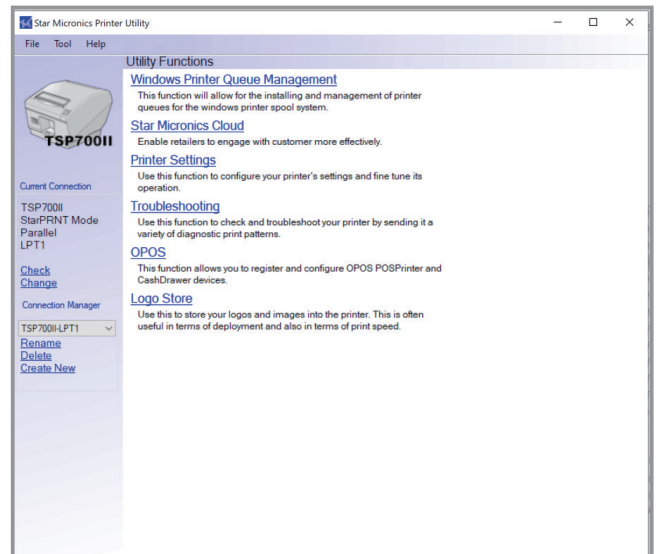 Star Micronics Printer Utility
File Tool Help
TSP700II
Current Connection
TSP700II
StarPRNT Mode
Parallel
LPT1
Check
Change
Connection Manager
TSP700II-LPT1
Rename
Delete
Create New
Utility Functions
Windows Printer Queue Management
This function will allow for the installing and management of printer
queues for the windows printer spool system.
Star Micronics Cloud
Enable retailers to engage with customer more effectively.
Printer Settings
Use this function to configure your printer's settings and fine tune its
operation.
Troubleshooting
Use this function to check and troubleshoot your printer by sending it a
variety of diagnostic print patterns.
OPOS
This function allows you to register and configure OPOS POSPrinter and
CashDrawer devices.
Logo Store
Use this to store your logos and images into the printer. This is often
useful in terms of deployment and also in terms of print speed.